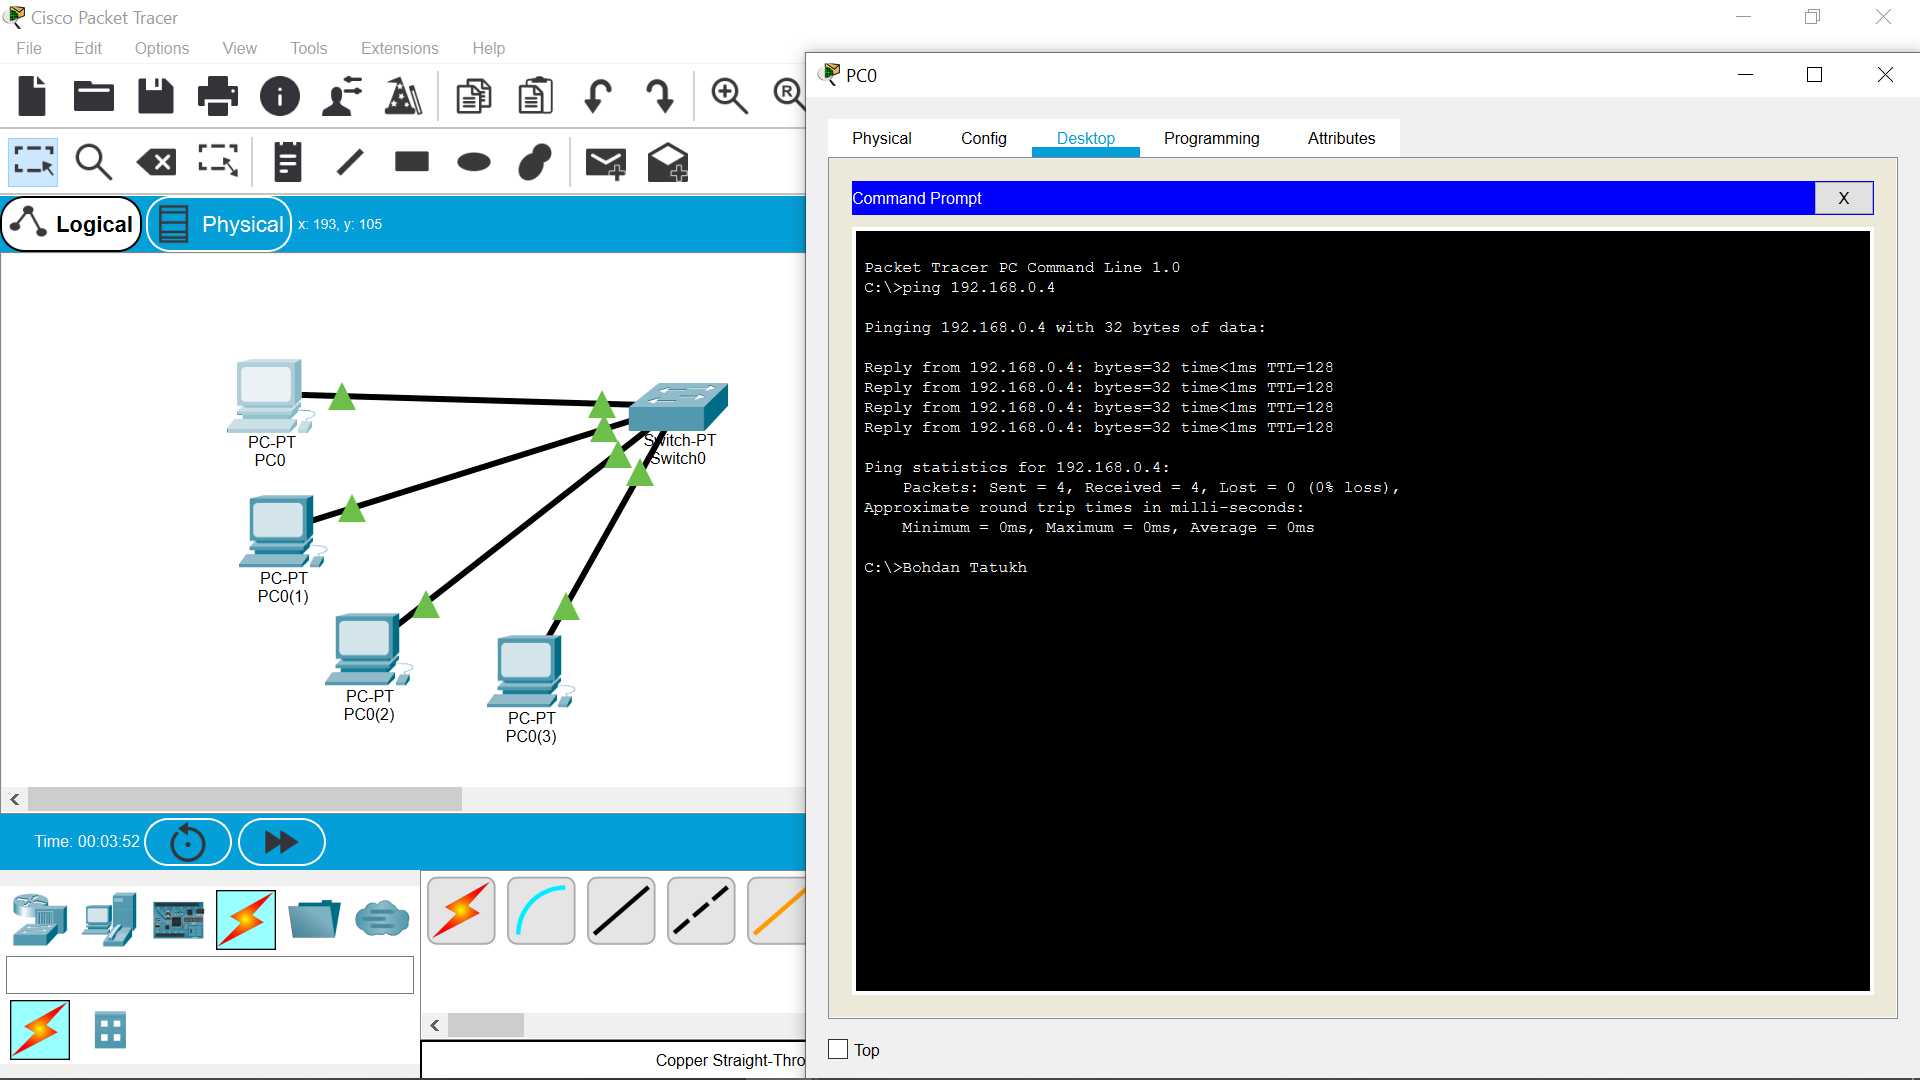 Cisco Packet Tracer
File Edit Options View Tools Extensions Help
PC0
Physical Config Desktop Programming Attributes
Command Prompt X
Logical Physical x: 193, y: 105
Packet Tracer PC Command Line 1.0
C:\>ping 192.168.0.4
Pinging 192.168.0.4 with 32 bytes of data:
Reply from 192.168.0.4: bytes=32 time<1ms TTL=128
Reply from 192.168.0.4: bytes=32 time<1ms TTL=128
Reply from 192.168.0.4: bytes=32 time<1ms TTL=128
Reply from 192.168.0.4: bytes=32 time<1ms TTL=128
Ping statistics for 192.168.0.4:
Packets: Sent = 4, Received = 4, Lost = 0 (0% loss),
Approximate round trip times in milli-seconds:
Minimum = 0ms, Maximum = 0ms, Average = 0ms
C:\>Bohdan Tatukh
PC-PT
PC0
Switch-PT
Switch0
PC-PT
PC0(1)
PC-PT
PC0(2)
PC-PT
PC0(3)
Time: 00:03:52
Copper Straight-Thro
Top